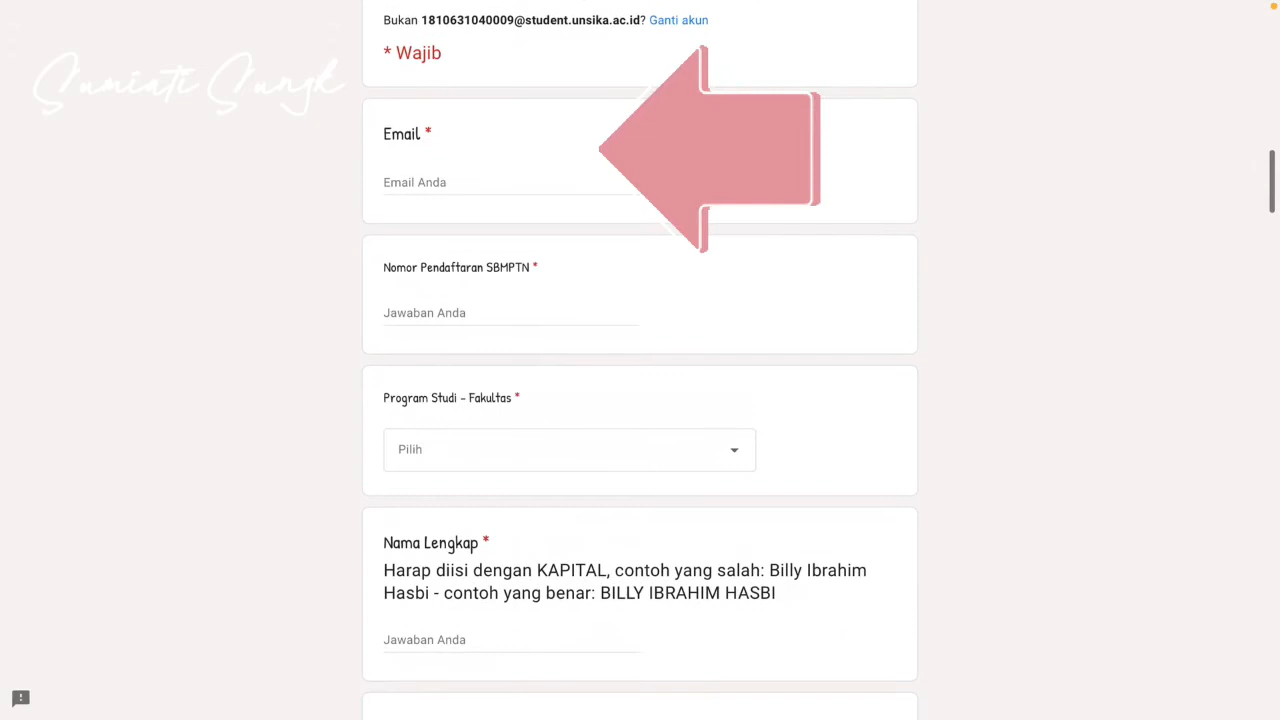 Bukan 1810631040009@student.unsika.ac.id? Ganti akun
* Wajib
Sumiati Sungk
Email *
Email Anda
Nomor Pendaftaran SBMPTN *
Jawaban Anda
Program Studi - Fakultas *
Pilih
Nama Lengkap *
Harap diisi dengan KAPITAL, contoh yang salah: Billy Ibrahim
Hasbi - contoh yang benar: BILLY IBRAHIM HASBI
Jawaban Anda